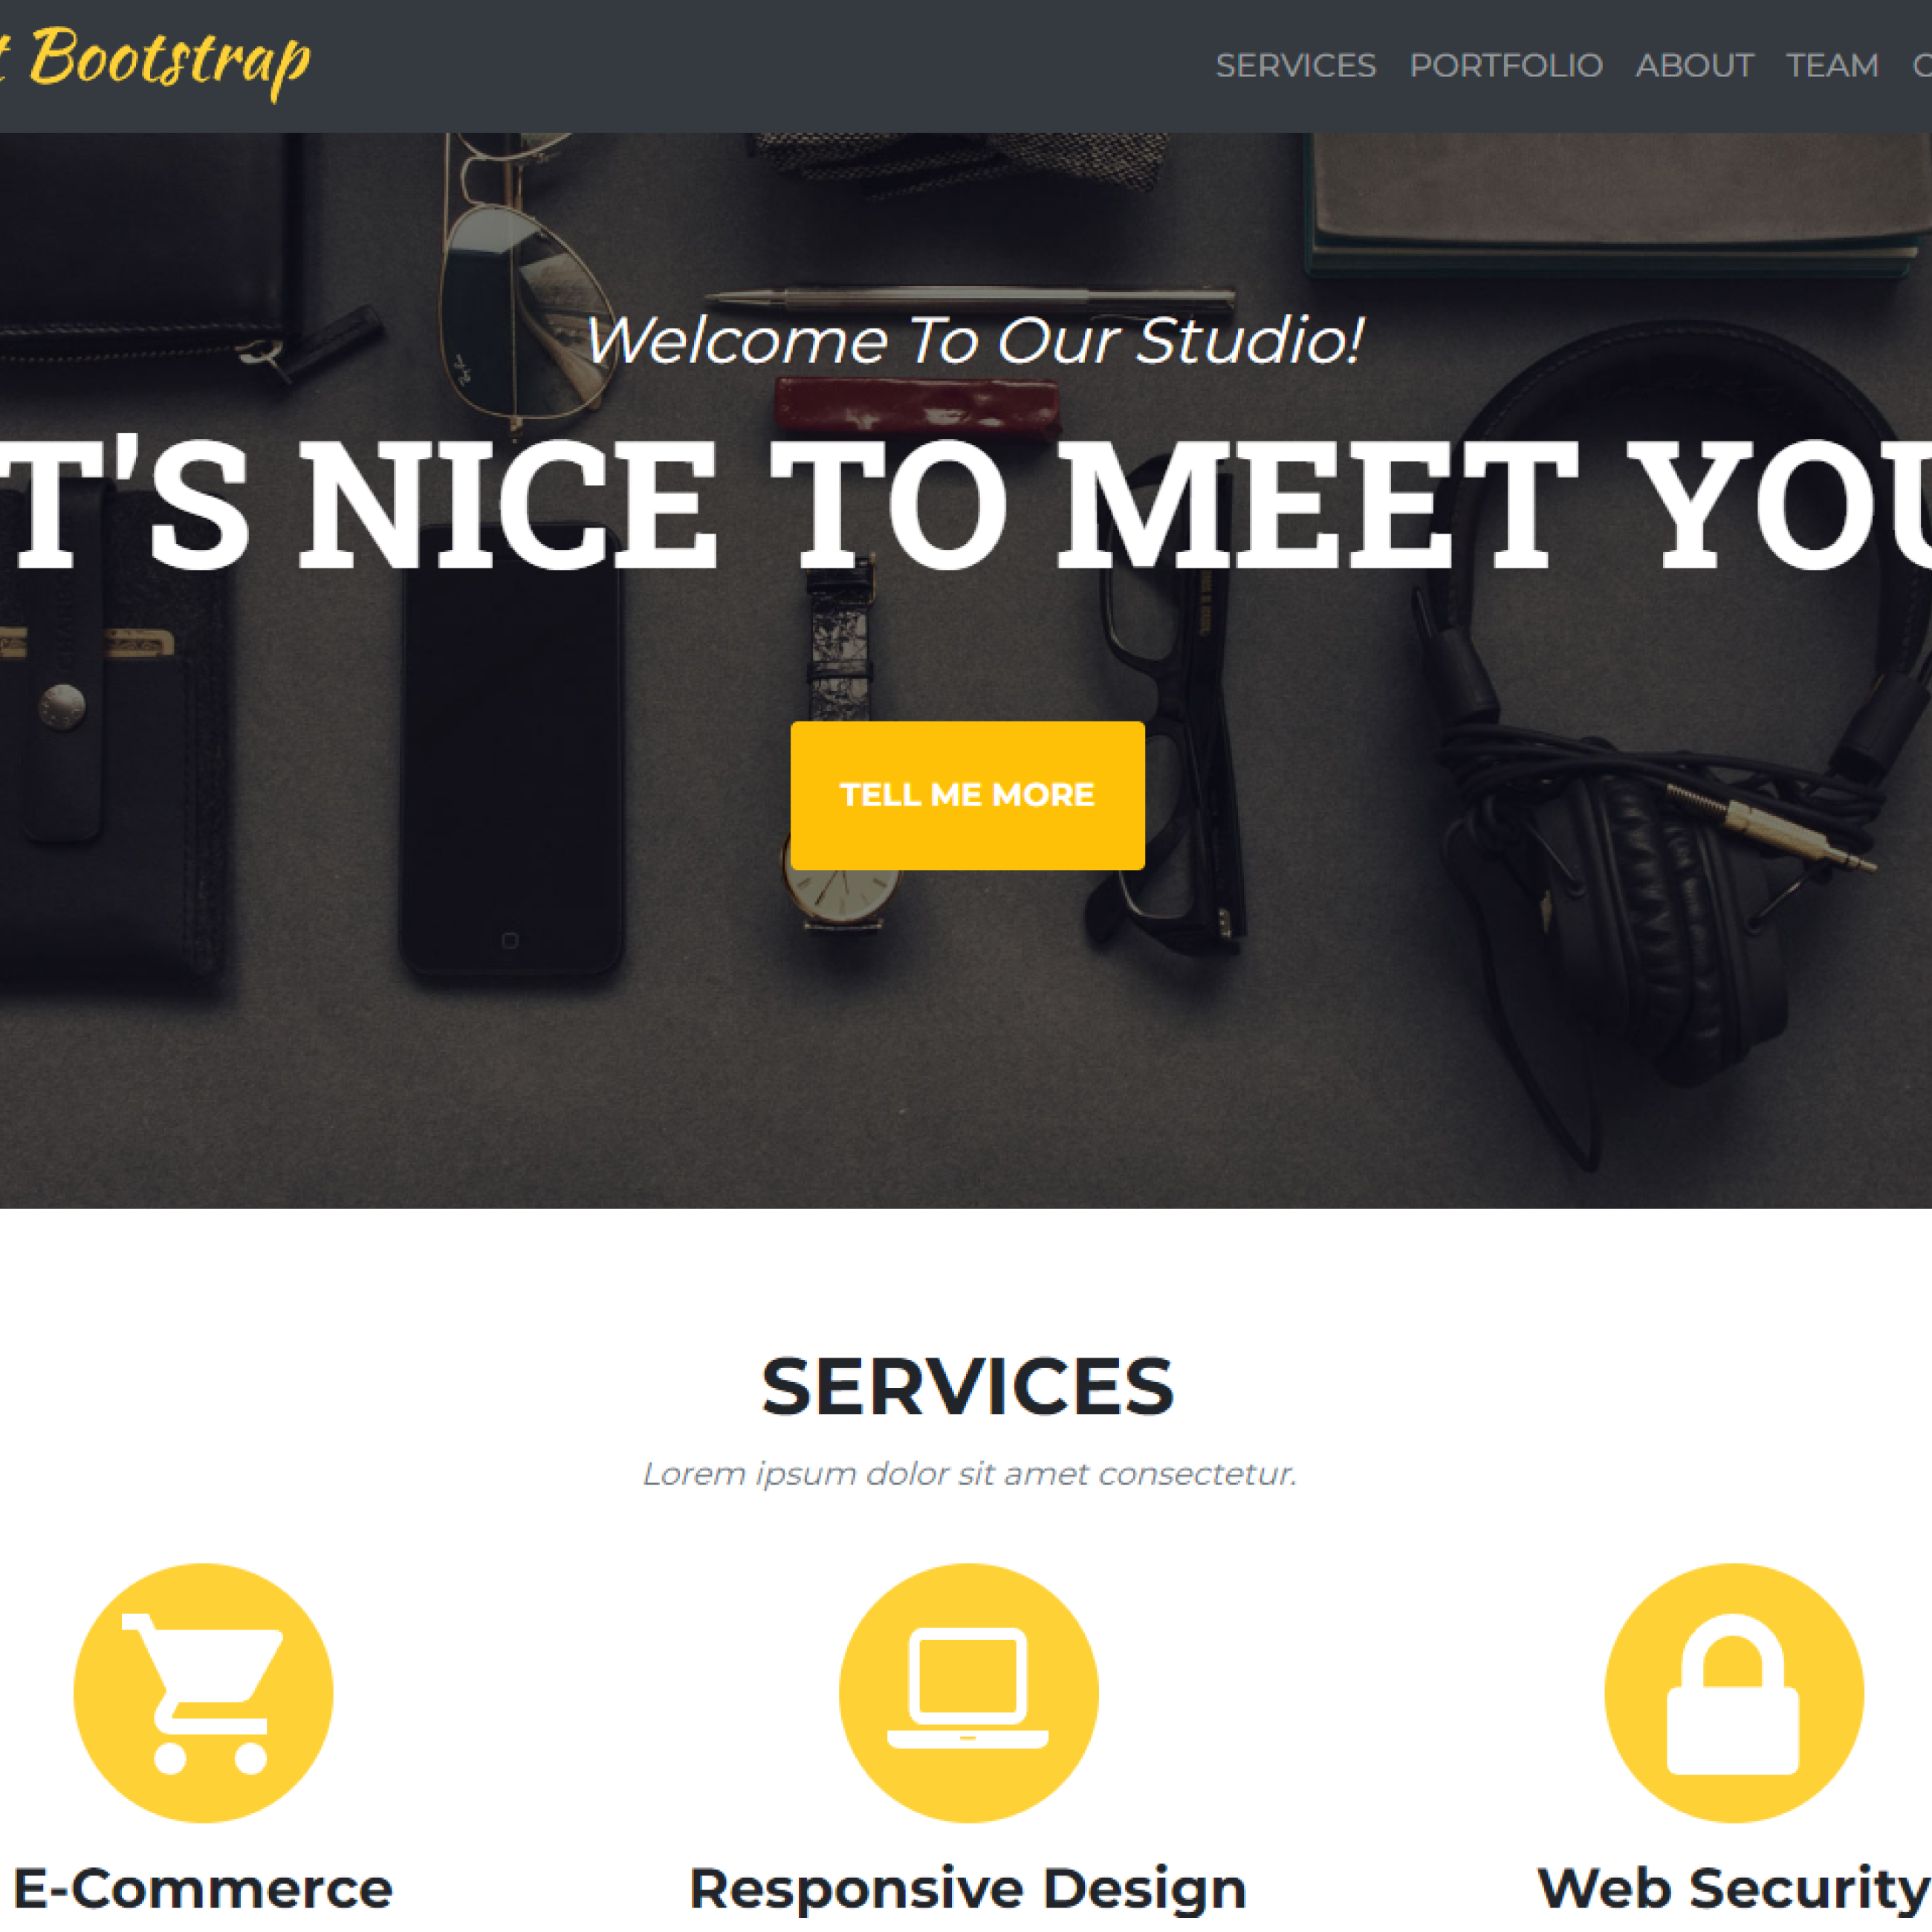 t Bootstrap
SERVICES PORTFOLIO ABOUT TEAM C
Welcome To Our Studio!
T'S NICE TO MEET YOU
TELL ME MORE
SERVICES
Lorem ipsum dolor sit amet consectetur.
E-Commerce Responsive Design Web Security